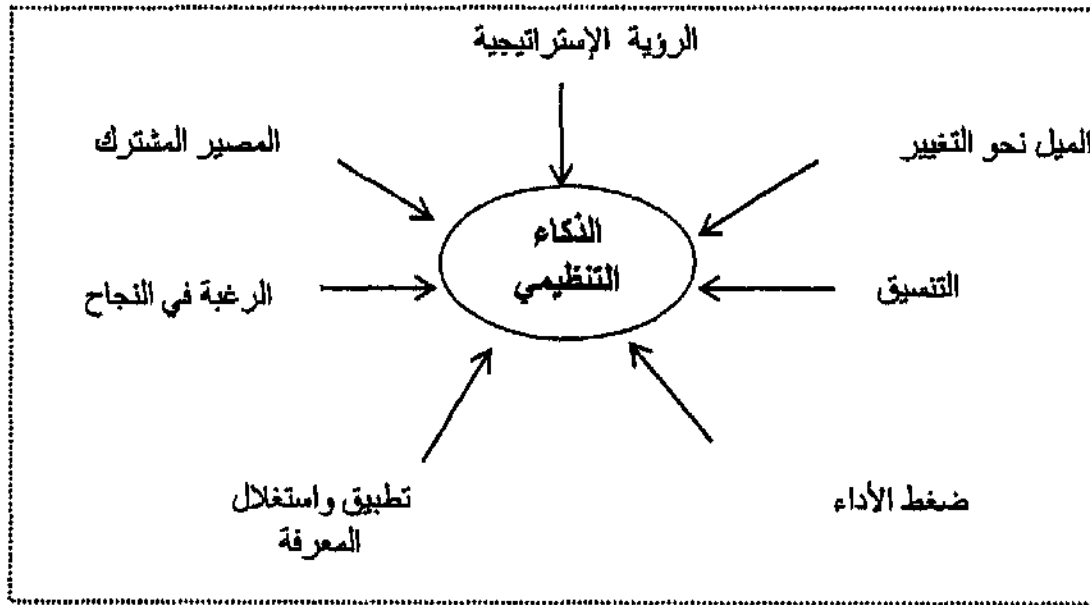 الرؤية الإستراتيجية
الميل نحو التغيير
المصير المشترك
الذكاء
التنظيمي
التنسيق
الرغبة في النجاح
ضغط الأداء
تطبيق واستغلال
المعرفة